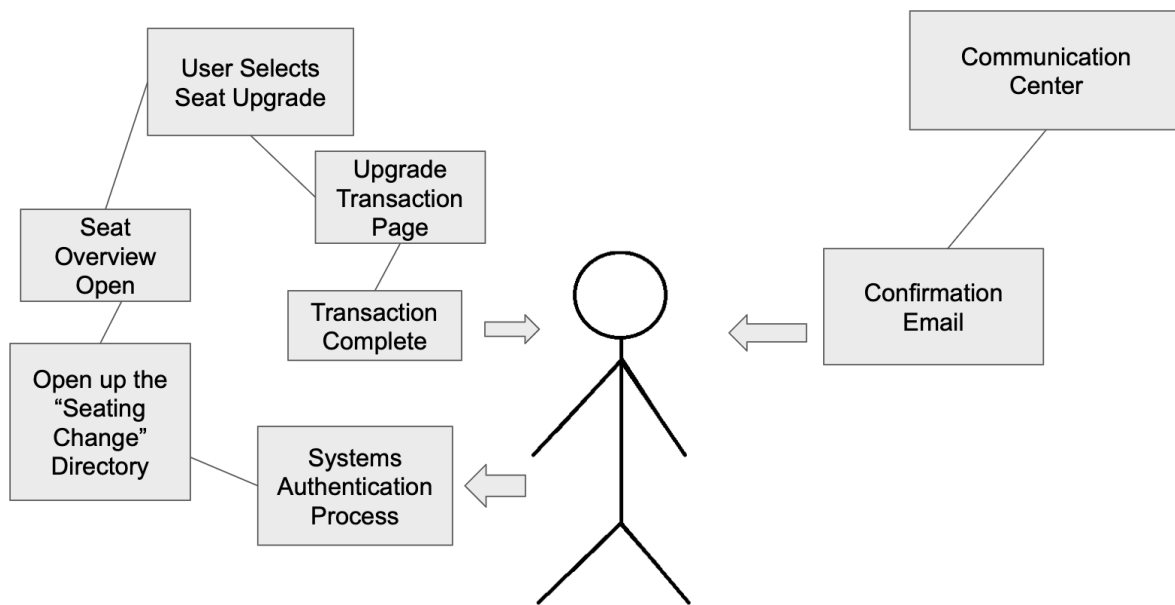 User Selects
Seat Upgrade
Communication
Center
Upgrade
Transaction
Page
Seat
Overview
Open
Confirmation
Email
Transaction
Complete
Open up the
“Seating
Change”
Directory
Systems
Authentication
Process